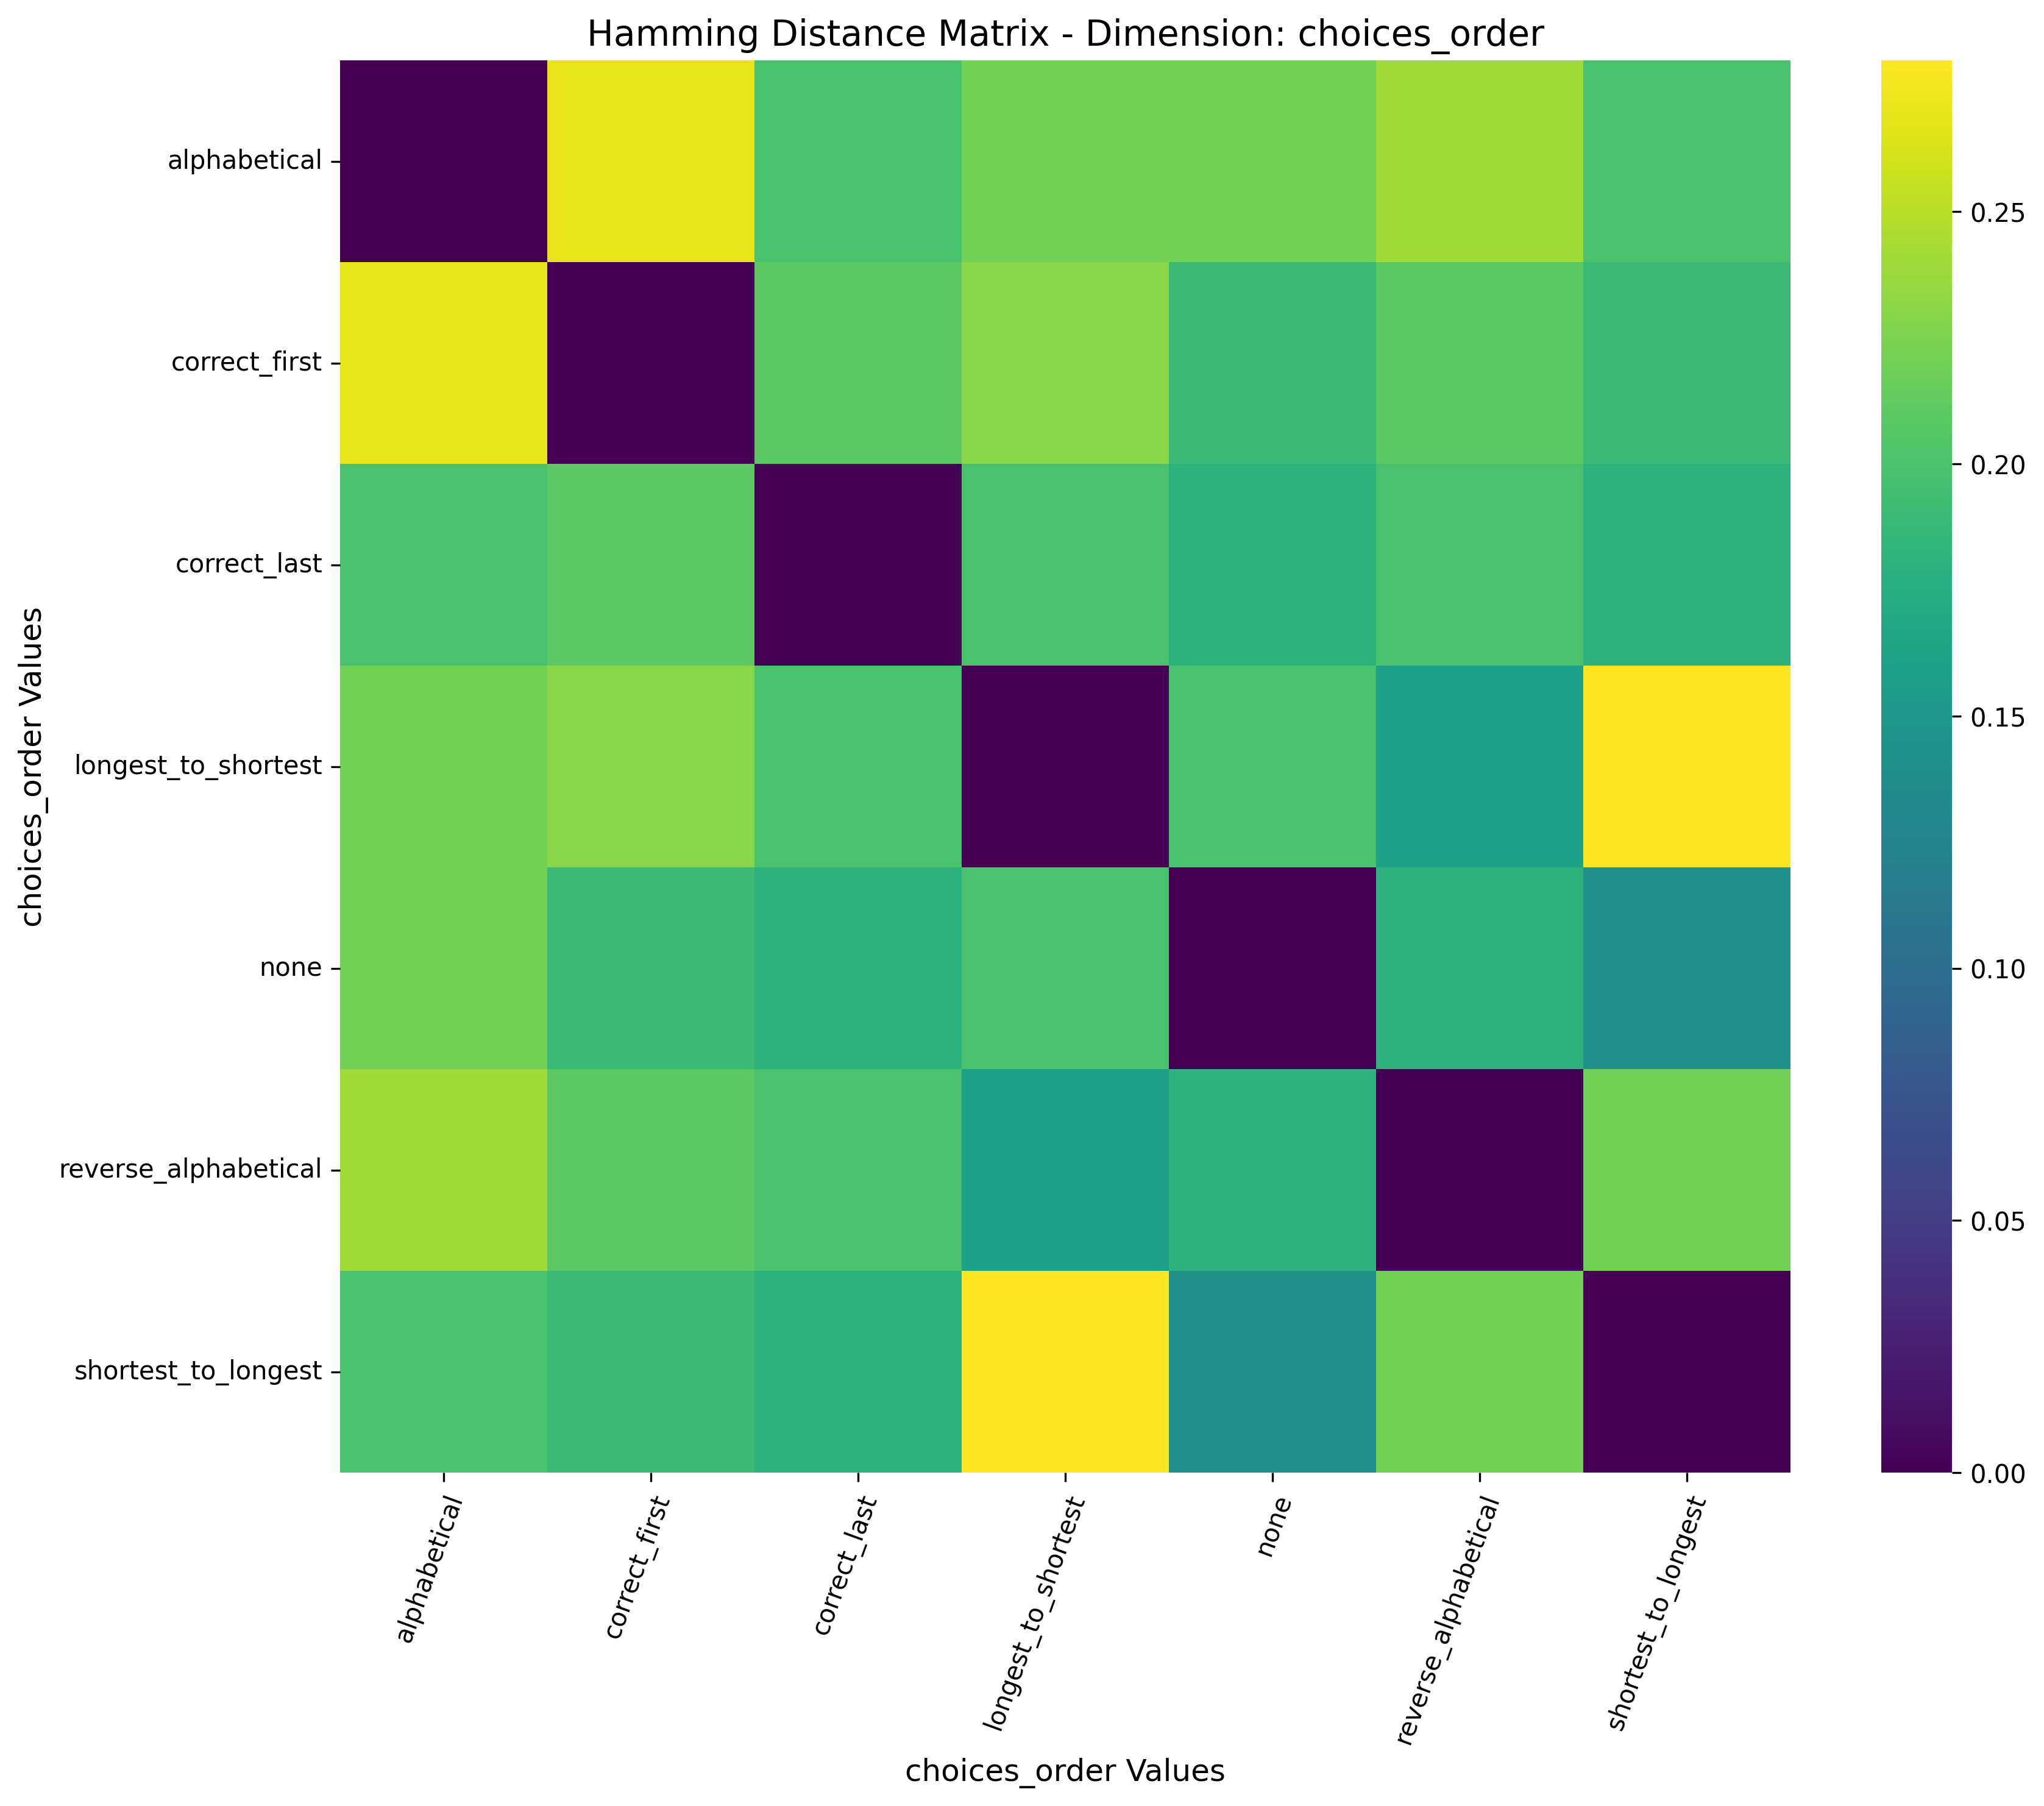 Hamming Distance Matrix - Dimension: choices_order
choices_order Values
alphabetical
correct_first
correct_last
longest_to_shortest
none
reverse_alphabetical
shortest_to_longest
alphabetical
correct_first
correct_last
longest_to_shortest
none
reverse_alphabetical
shortest_to_longest
choices_order Values
0.25
0.20
0.15
0.10
0.05
0.00